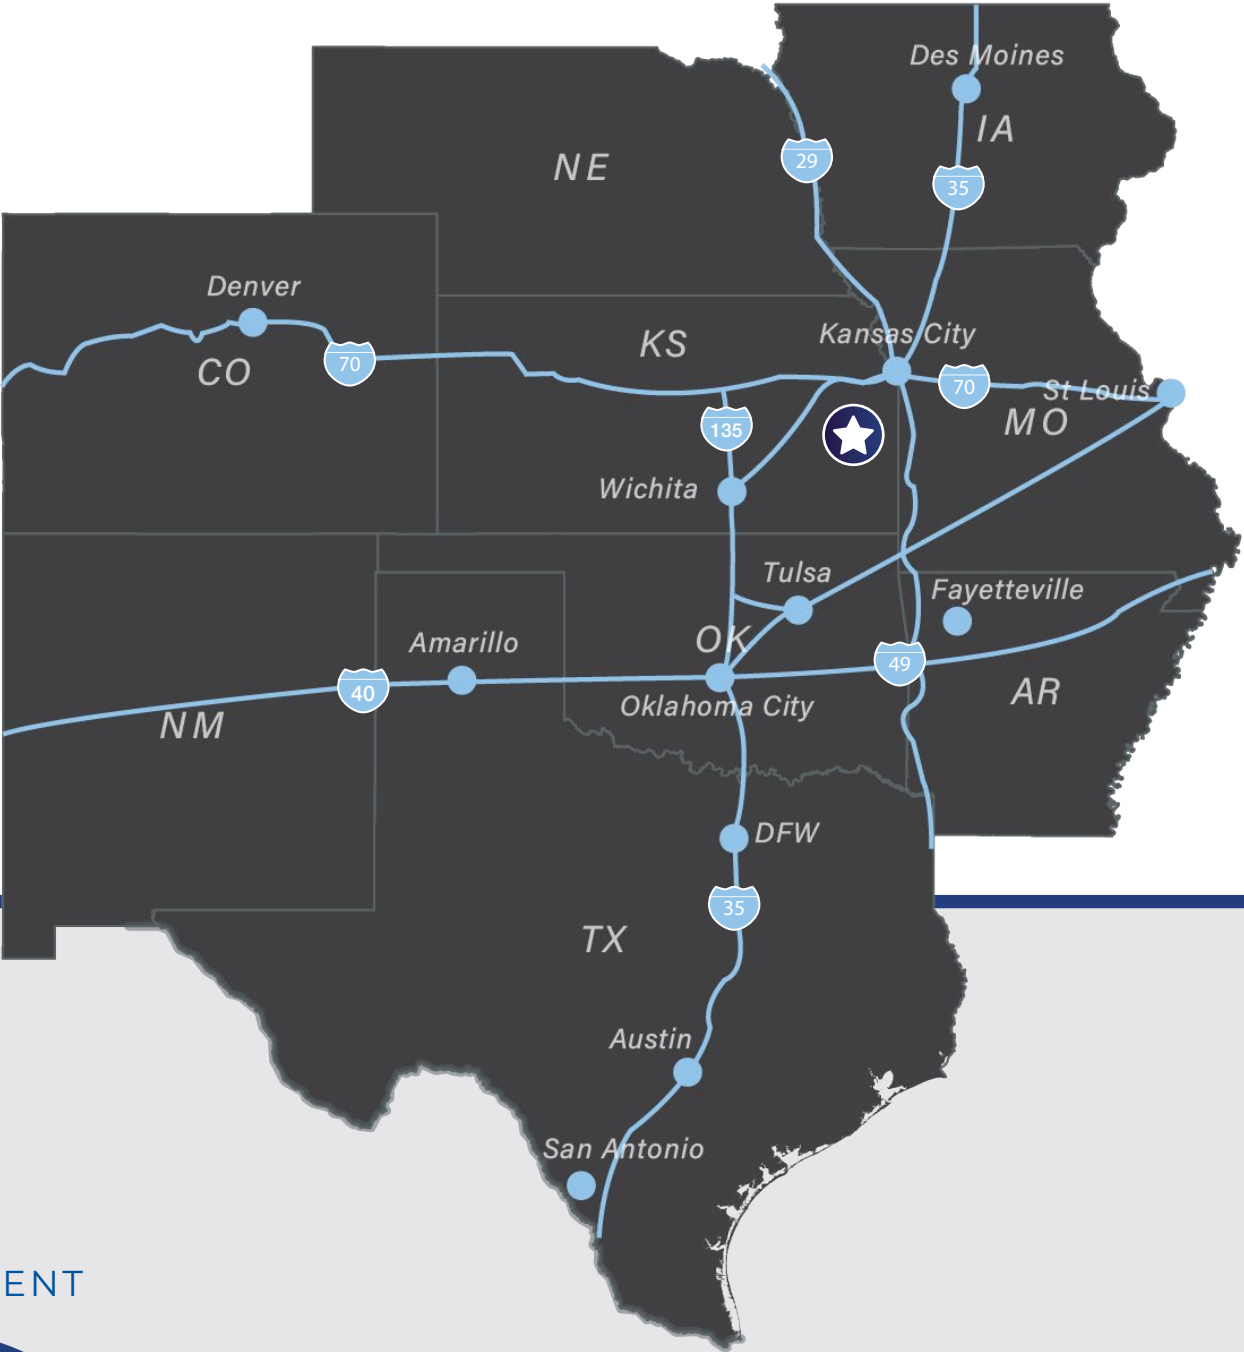 Des Moines
IA
NE
29
35
Denver
CO
70
KS
Kansas City
70
St Louis
MO
135
Wichita
Tulsa
Fayetteville
OK
Amarillo
40
49
Oklahoma City
NM
AR
DFW
35
TX
Austin
San Antonio
ENT